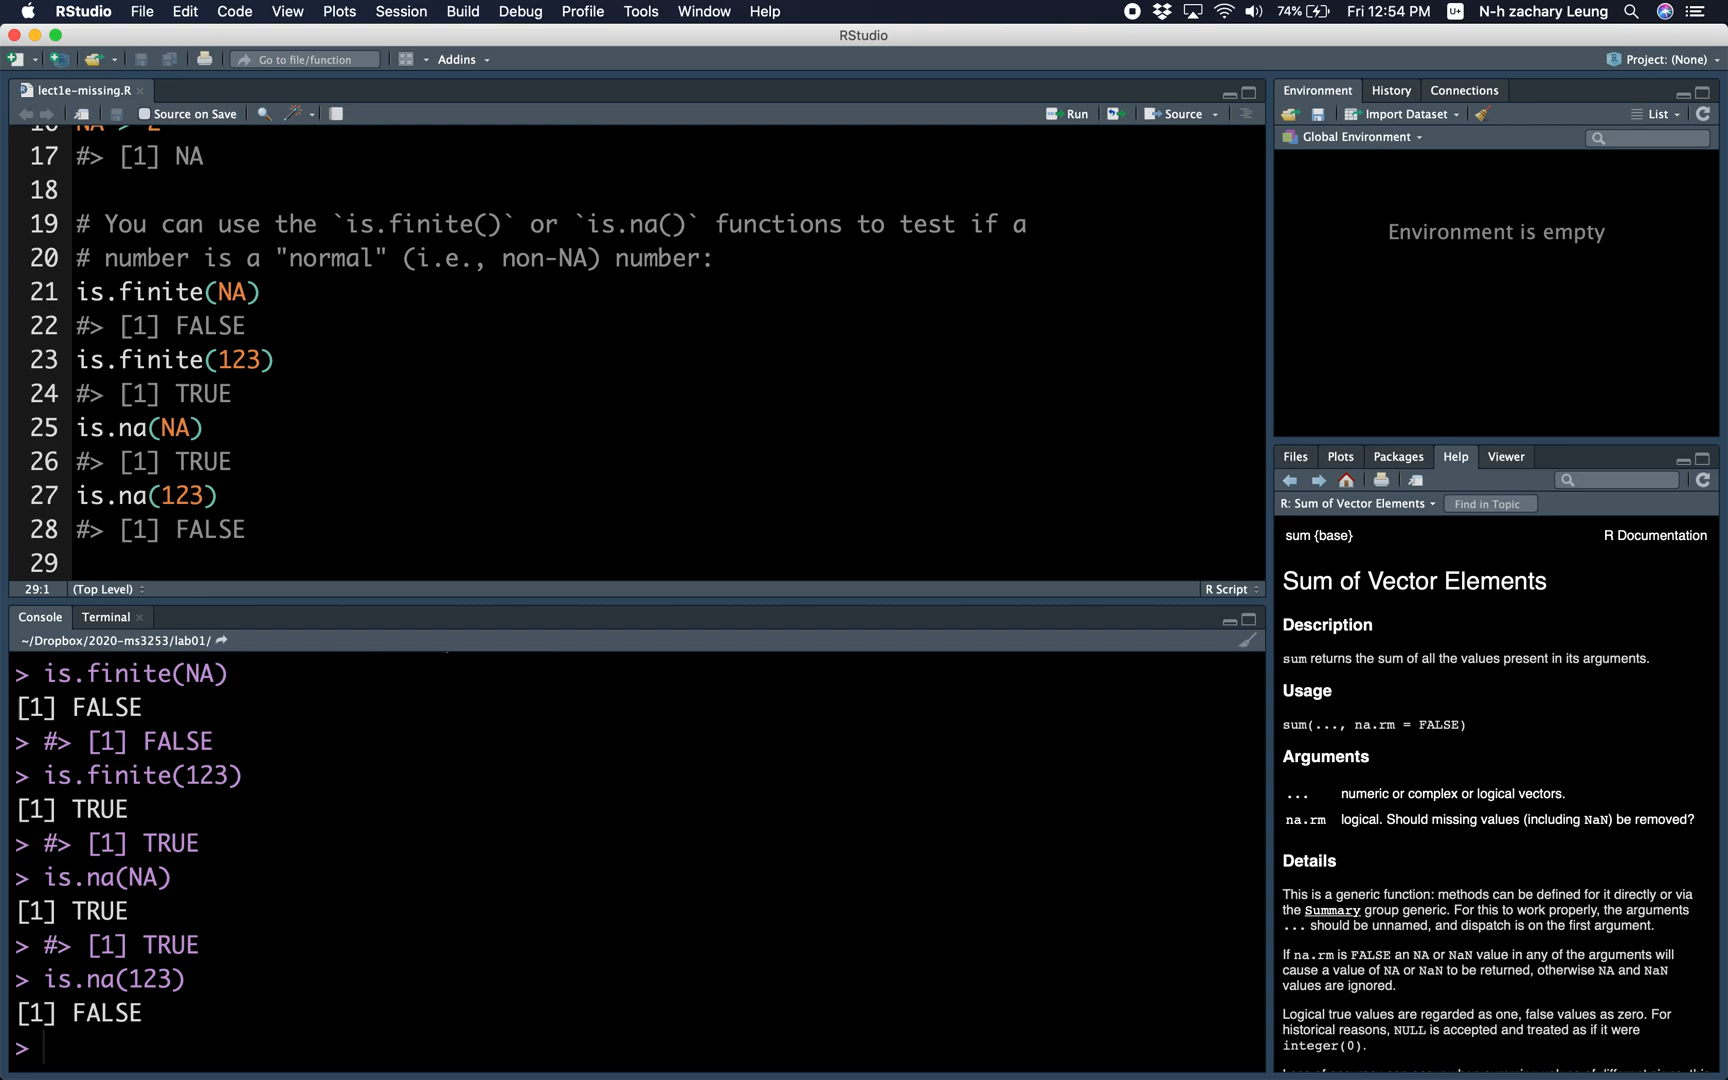 RStudio File Edit Code View Plots Session Build Debug Profile Tools Window Help 74% Fri 12:54 PM U+ N-h zachary Leung
RStudio
Go to file/function Addins Project: (None)
lect1e-missing.R
Source on Save Run Source
16 NA > 2
17 #> [1] NA
18
19 # You can use the `is.finite()` or `is.na()` functions to test if a
20 # number is a "normal" (i.e., non-NA) number:
21 is.finite(NA)
22 #> [1] FALSE
23 is.finite(123)
24 #> [1] TRUE
25 is.na(NA)
26 #> [1] TRUE
27 is.na(123)
28 #> [1] FALSE
29
29:1 (Top Level) R Script
Console Terminal
~/Dropbox/2020-ms3253/lab01/
> is.finite(NA)
[1] FALSE
> #> [1] FALSE
> is.finite(123)
[1] TRUE
> #> [1] TRUE
> is.na(NA)
[1] TRUE
> #> [1] TRUE
> is.na(123)
[1] FALSE
>
Environment History Connections
Import Dataset List
Global Environment
Environment is empty
Files Plots Packages Help Viewer
R: Sum of Vector Elements Find in Topic
sum {base} R Documentation
Sum of Vector Elements
Description
sum returns the sum of all the values present in its arguments.
Usage
sum(..., na.rm = FALSE)
Arguments
... numeric or complex or logical vectors.
na.rm logical. Should missing values (including NaN) be removed?
Details
This is a generic function: methods can be defined for it directly or via
the Summary group generic. For this to work properly, the arguments
... should be unnamed, and dispatch is on the first argument.
If na.rm is FALSE an NA or NaN value in any of the arguments will
cause a value of NA or NaN to be returned, otherwise NA and NaN
values are ignored.
Logical true values are regarded as one, false values as zero. For
historical reasons, NULL is accepted and treated as if it were
integer(0).